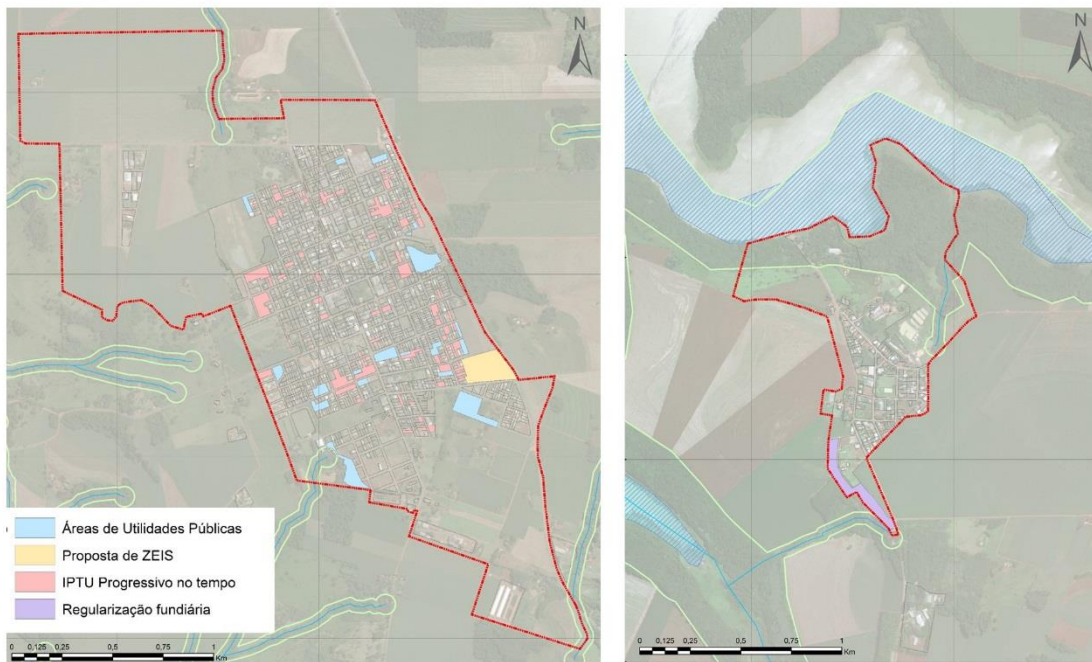 N
Áreas de Utilidades Públicas
Proposta de ZEIS
IPTU Progressivo no tempo
Regularização fundiária
0 0,125 0,25 0,5 0,75 1
Km
N
0 0,125 0,25 0,5 0,75 1
Km